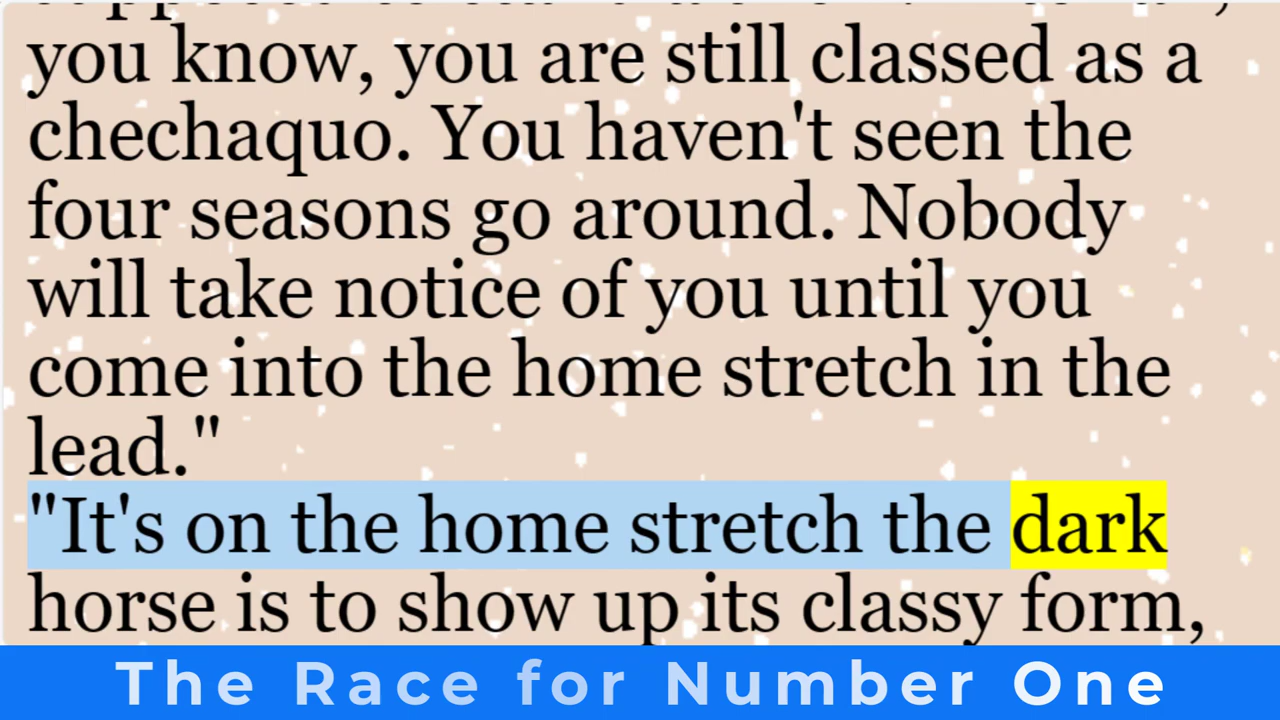 you know, you are still classed as a
chechaquo. You haven't seen the
four seasons go around. Nobody
will take notice of you until you
come into the home stretch in the
lead."
"It's on the home stretch the dark
horse is to show up its classy form,
The Race for Number One